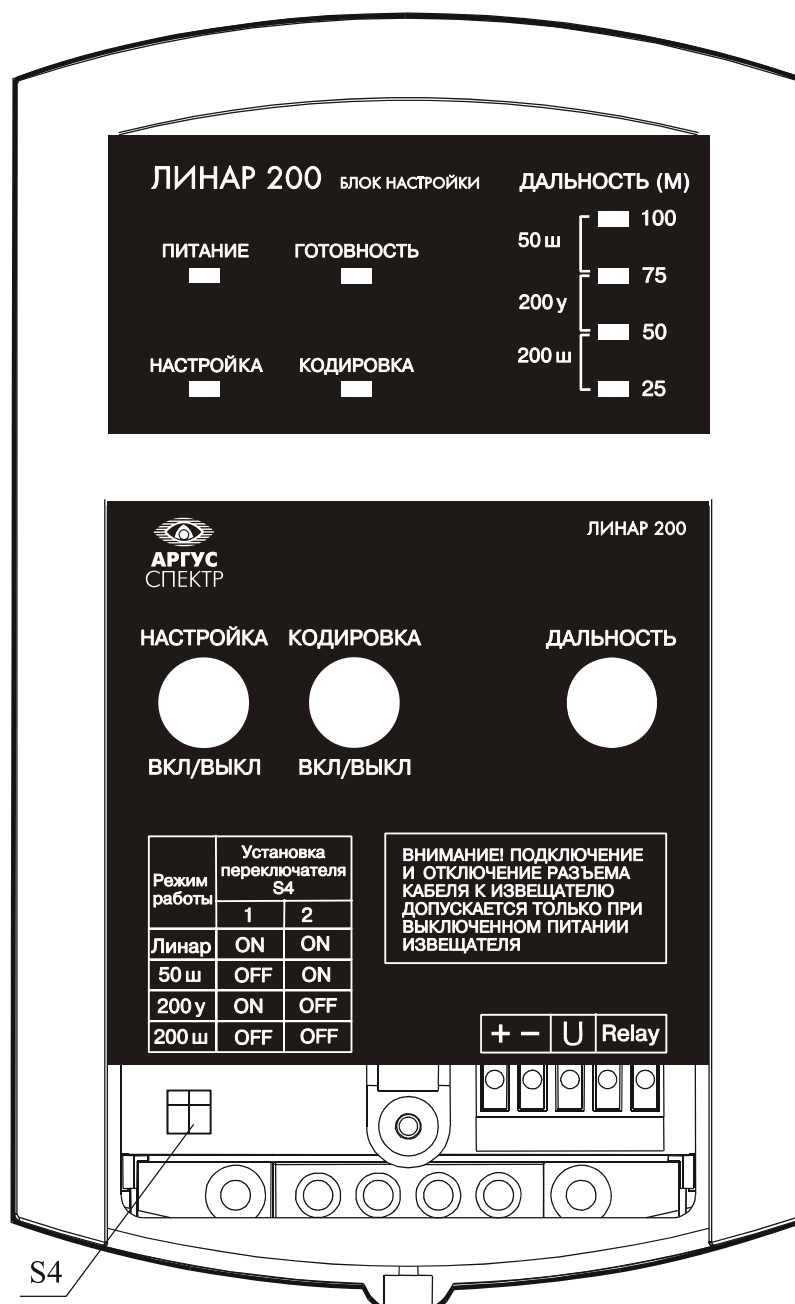 ЛИНАР 200 БЛОК НАСТРОЙКИ
ДАЛЬНОСТЬ (М)
50 ш
100
ПИТАНИЕ
ГОТОВНОСТЬ
75
200 у
50
200 ш
НАСТРОЙКА
КОДИРОВКА
25
АРГУС
СПЕКТР
ЛИНАР 200
НАСТРОЙКА
КОДИРОВКА
ДАЛЬНОСТЬ
ВКЛ/ВЫКЛ
ВКЛ/ВЫКЛ
Режим
работы
Установка
переключателя
S4
1 2
Линар ON ON
50 ш OFF ON
200 у ON OFF
200 ш OFF OFF
ВНИМАНИЕ! ПОДКЛЮЧЕНИЕ
И ОТКЛЮЧЕНИЕ РАЗЪЕМА
КАБЕЛЯ К ИЗВЕЩАТЕЛЮ
ДОПУСКАЕТСЯ ТОЛЬКО ПРИ
ВЫКЛЮЧЕННОМ ПИТАНИИ
ИЗВЕЩАТЕЛЯ
+ − U Relay
S4